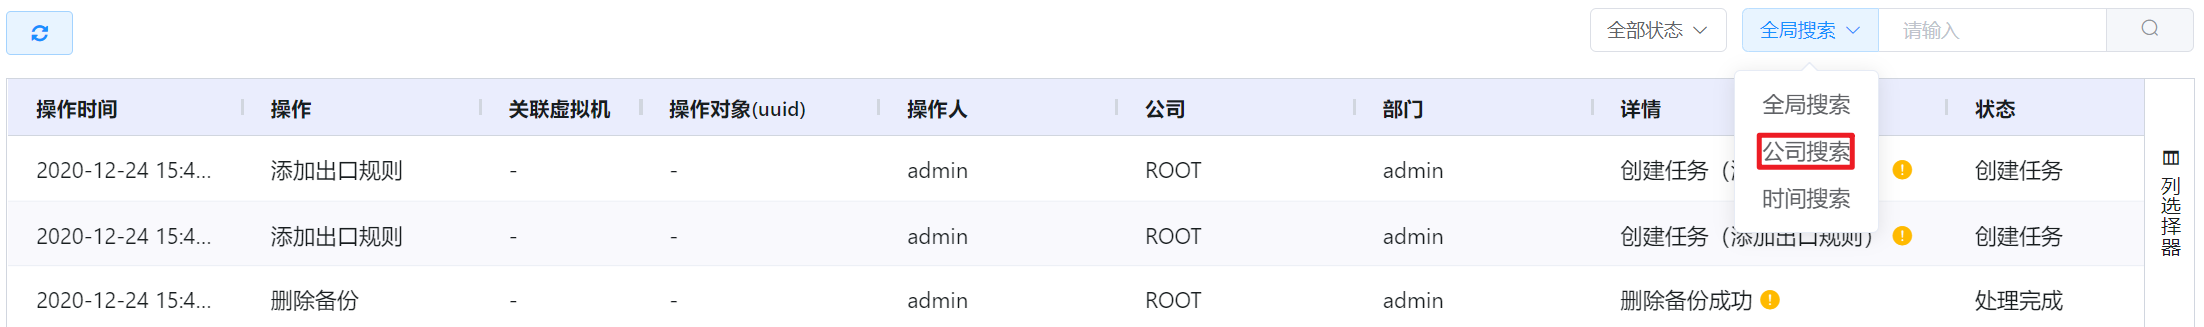 全部状态 全局搜索 请输入
全局搜索
公司搜索
时间搜索
操作时间 操作 关联虚拟机 操作对象(uuid) 操作人 公司 部门 详情 状态
2020-12-24 15:4... 添加出口规则 - - admin ROOT admin 创建任务（ 创建任务
2020-12-24 15:4... 添加出口规则 - - admin ROOT admin 创建任务（添加出口规则） 创建任务
2020-12-24 15:4... 删除备份 - - admin ROOT admin 删除备份成功 处理完成
列选择器